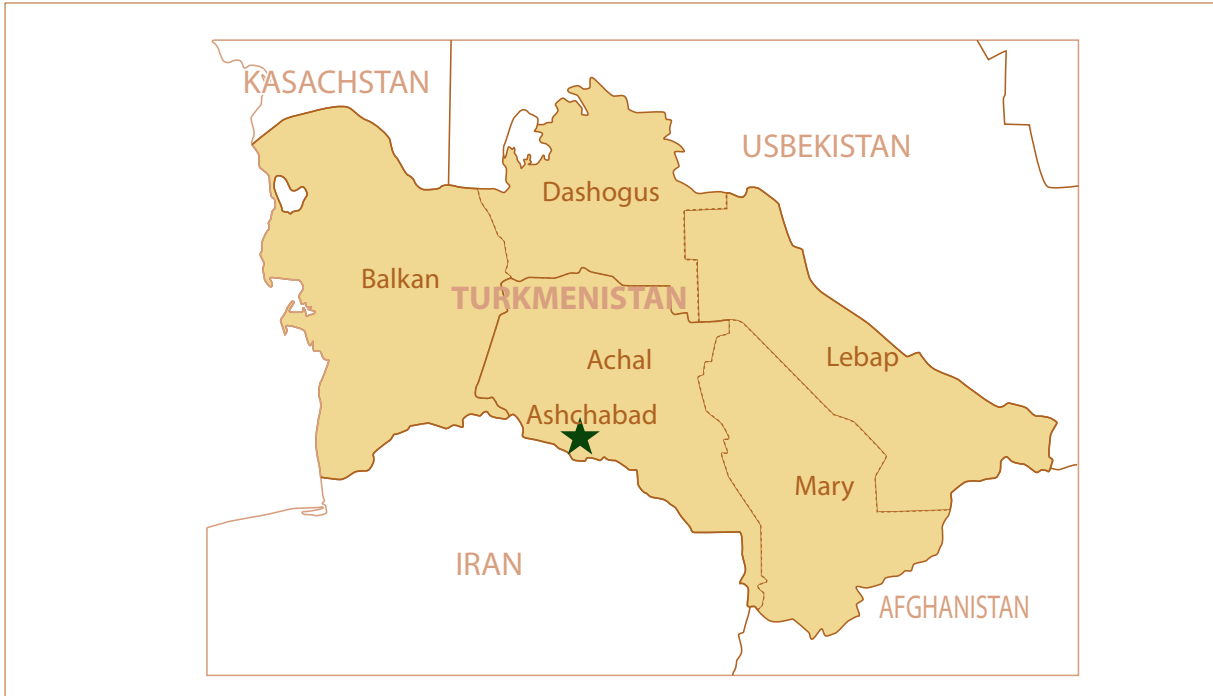 KASACHSTAN
USBEKISTAN
Dashogus
Balkan
TURKMENISTAN
Achal
Lebap
Ashchabad
Mary
IRAN
AFGHANISTAN